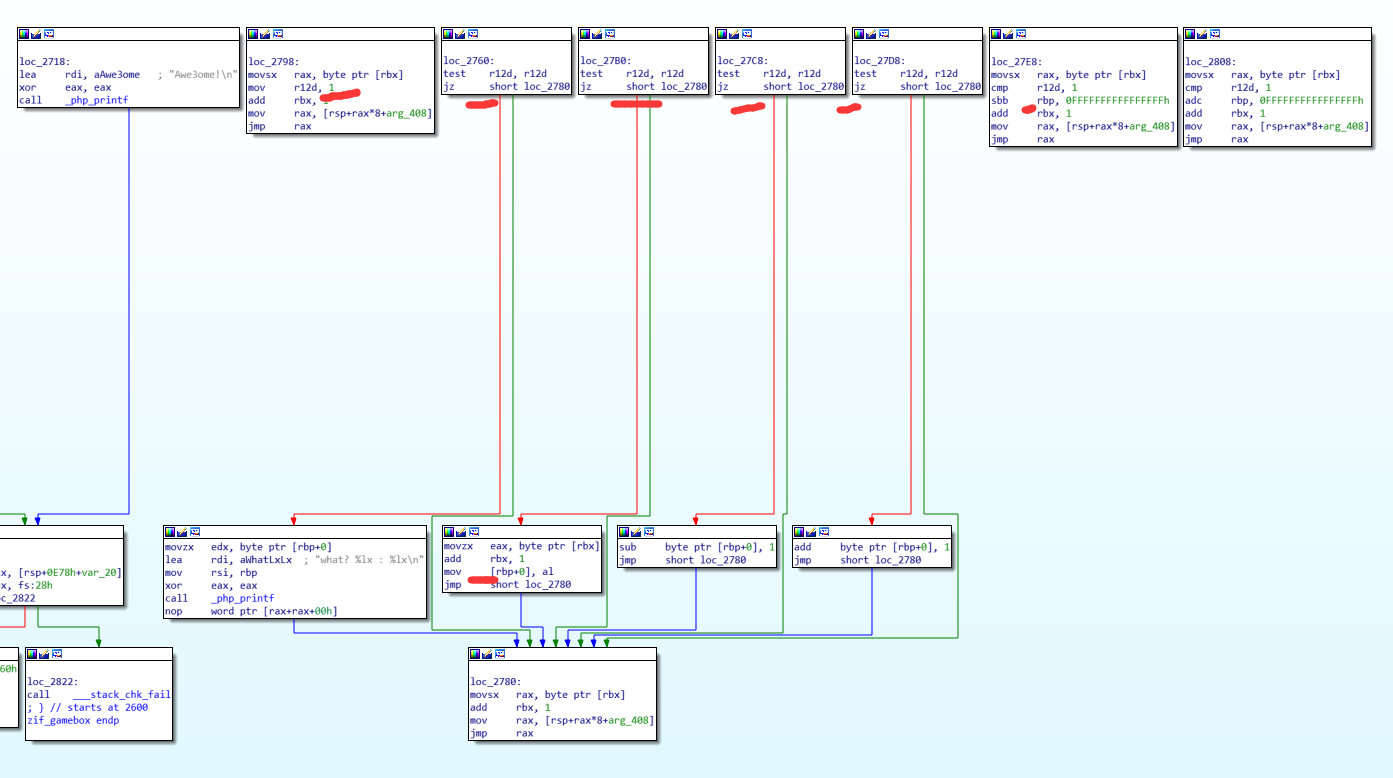 loc_2718:
lea     rdi, aAwe3ome   ; "Awe3ome!\n"
xor     eax, eax
call    _php_printf
loc_2798:
movsx   rax, byte ptr [rbx]
mov     r12d, 1
add     rbx, 1
mov     rax, [rsp+rax*8+arg_408]
jmp     rax
loc_2760:
test    r12d, r12d
jz      short loc_2780
loc_27B0:
test    r12d, r12d
jz      short loc_2780
loc_27C8:
test    r12d, r12d
jz      short loc_2780
loc_27D8:
test    r12d, r12d
jz      short loc_2780
loc_27E8:
movsx   rax, byte ptr [rbx]
cmp     r12d, 1
sbb     rbp, 0FFFFFFFFFFFFFFFFh
add     rbx, 1
mov     rax, [rsp+rax*8+arg_408]
jmp     rax
loc_2808:
movsx   rax, byte ptr [rbx]
cmp     r12d, 1
adc     rbp, 0FFFFFFFFFFFFFFFFh
add     rbx, 1
mov     rax, [rsp+rax*8+arg_408]
jmp     rax
x, [rsp+0E78h+var_20]
x, fs:28h
oc_2822
movzx   edx, byte ptr [rbp+0]
lea     rdi, aWhatLxLx  ; "what? %lx : %lx\n"
mov     rsi, rbp
xor     eax, eax
call    _php_printf
nop     word ptr [rax+rax+00h]
movzx   eax, byte ptr [rbx]
add     rbx, 1
mov     [rbp+0], al
jmp     short loc_2780
sub     byte ptr [rbp+0], 1
jmp     short loc_2780
add     byte ptr [rbp+0], 1
jmp     short loc_2780
60h
loc_2822:
call    ___stack_chk_fail
; } // starts at 2600
zif_gamebox endp
loc_2780:
movsx   rax, byte ptr [rbx]
add     rbx, 1
mov     rax, [rsp+rax*8+arg_408]
jmp     rax